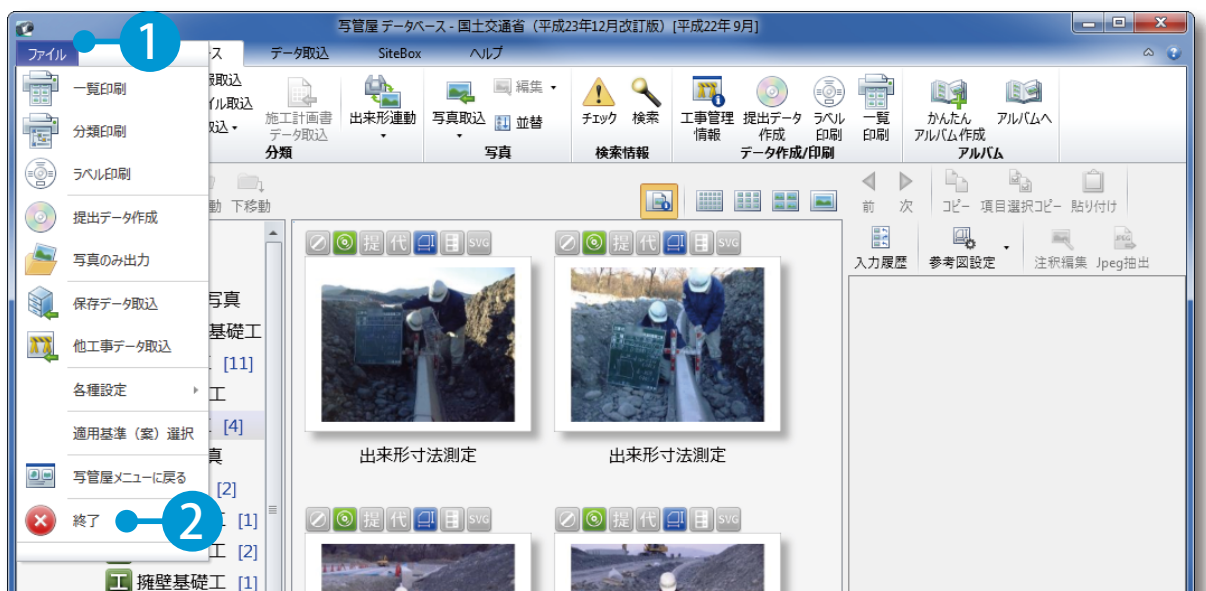 写管屋 データベース - 国土交通省（平成23年12月改訂版）[平成22年 9月]
ファイル
1
ース データ取込 SiteBox ヘルプ
一覧印刷
分類印刷
ラベル印刷
提出データ作成
写真のみ出力
保存データ取込
他工事データ取込
各種設定
適用基準（案）選択
写管屋メニューに戻る
終了
2
報取込
イル取込
取込
施工計画書
データ取込
出来形連動
分類
写真取込
編集
並替
写真
チェック 検索
検索情報
工事管理
情報
提出データ
作成
ラベル
印刷
一覧
印刷
データ作成/印刷
かんたん
アルバム作成
アルバムへ
アルバム
動 下移動
前 次 コピー 項目選択コピー 貼り付け
入力履歴 参考図設定 注釈編集 Jpeg抽出
JPEG
写真
基礎工
[11]
工
[4]
真
[2]
工 [1]
工 [2]
工 擁壁基礎工 [1]
提 代 SVG
提 代 SVG
出来形寸法測定
出来形寸法測定
提 代 SVG
提 代 SVG